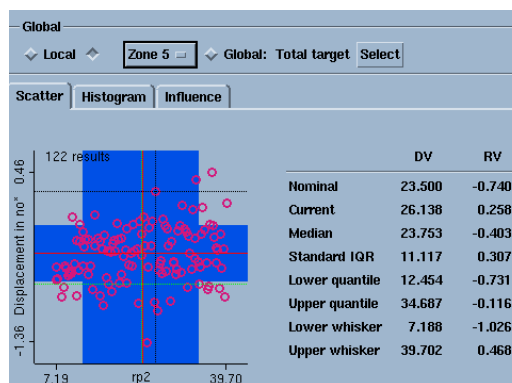 Global
Local Zone 5 Global: Total target Select
Scatter Histogram Influence
122 results
0.46
Displacement in no"
-1.36
7.19 rp2 39.70
DV RV
Nominal 23.500 -0.740
Current 26.138 0.258
Median 23.753 -0.403
Standard IQR 11.117 0.307
Lower quantile 12.454 -0.731
Upper quantile 34.687 -0.116
Lower whisker 7.188 -1.026
Upper whisker 39.702 0.468